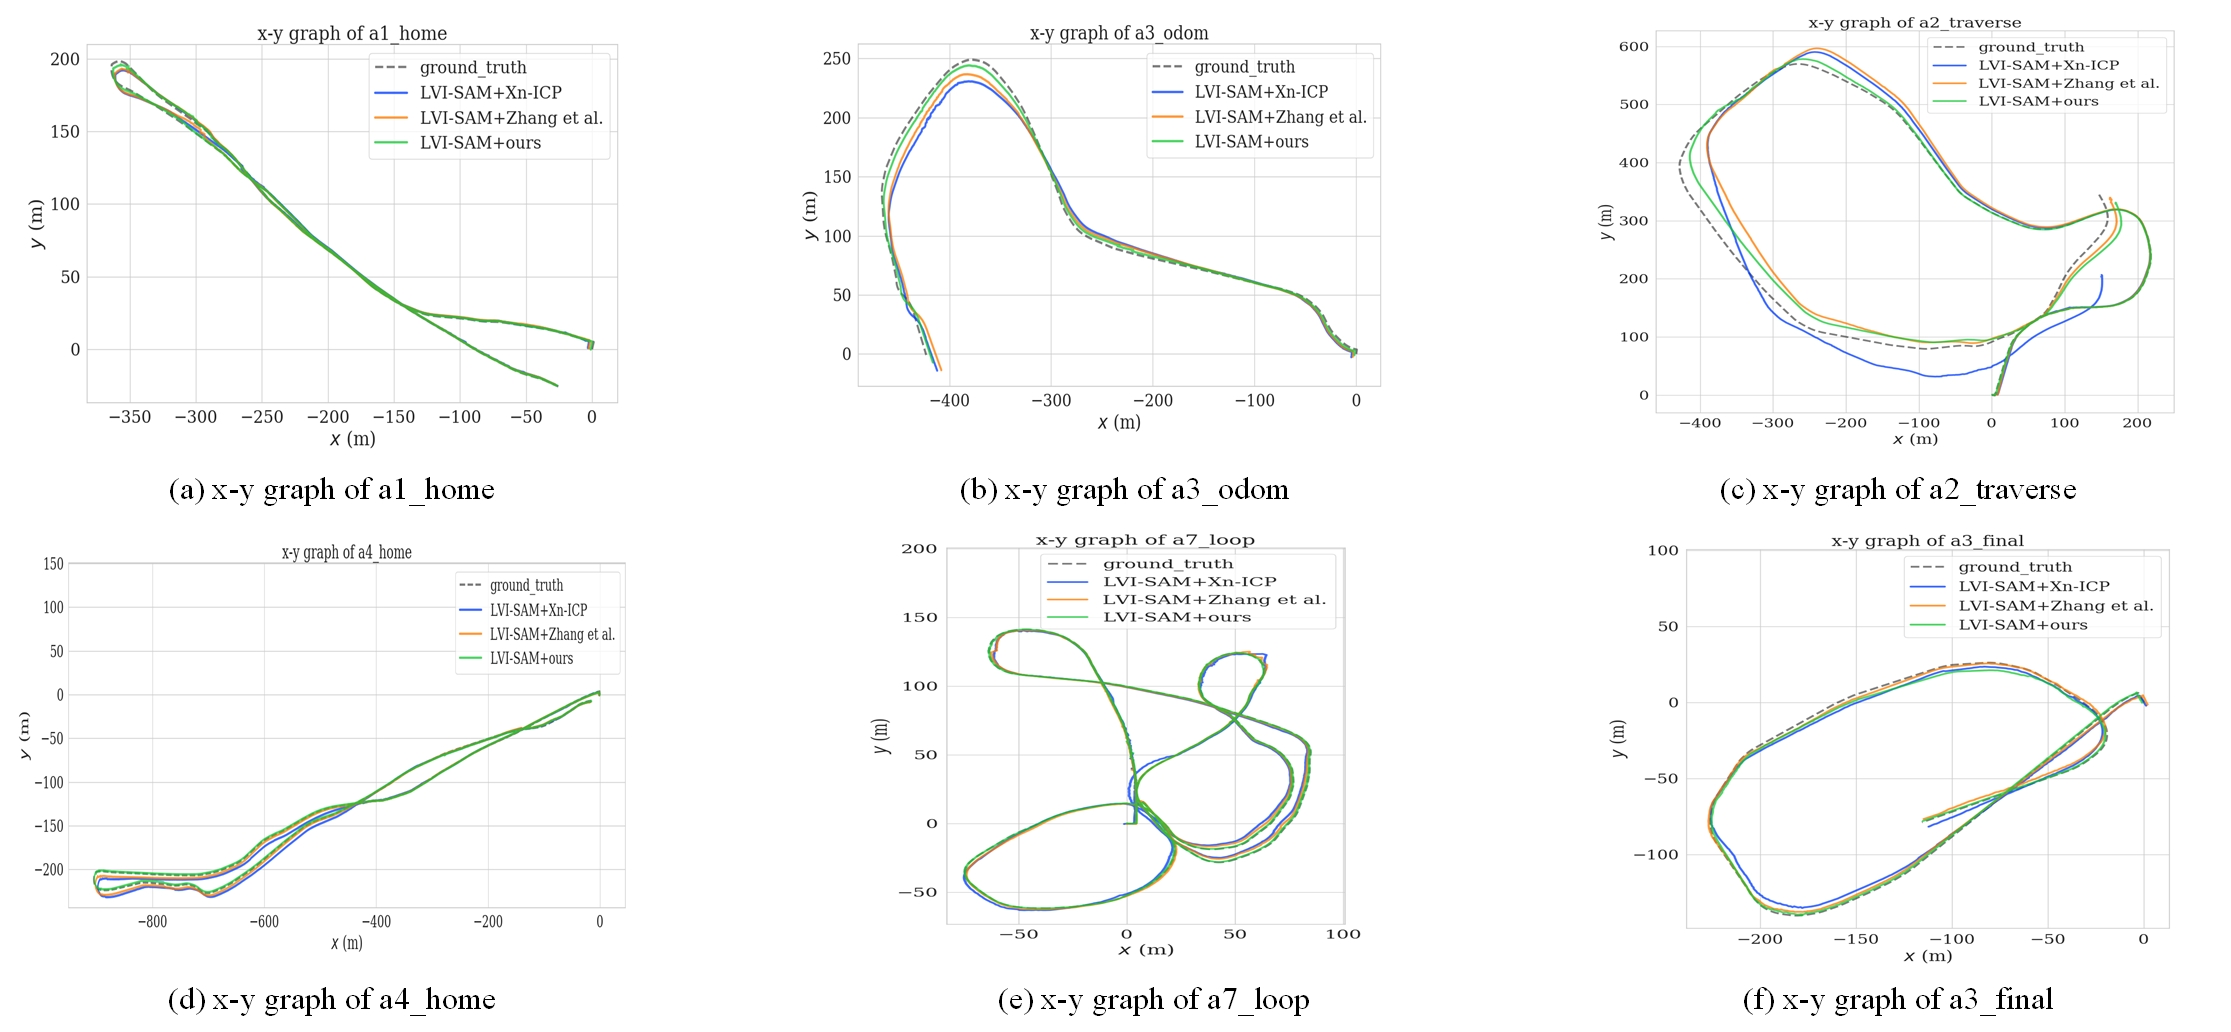 x-y graph of a1_home
200
150
100
50
0
y (m)
ground_truth
LVI-SAM+Xn-ICP
LVI-SAM+Zhang et al.
LVI-SAM+ours
−350 −300 −250 −200 −150 −100 −50 0
x (m)
(a) x-y graph of a1_home
x-y graph of a3_odom
250
200
150
100
50
0
y (m)
ground_truth
LVI-SAM+Xn-ICP
LVI-SAM+Zhang et al.
LVI-SAM+ours
−400 −300 −200 −100 0
x (m)
(b) x-y graph of a3_odom
x-y graph of a2_traverse
600
500
400
300
200
100
0
y (m)
ground_truth
LVI-SAM+Xn-ICP
LVI-SAM+Zhang et al.
LVI-SAM+ours
−400 −300 −200 −100 0 100 200
x (m)
(c) x-y graph of a2_traverse
x-y graph of a4_home
150
100
50
0
−50
−100
−150
−200
y (m)
ground_truth
LVI-SAM+Xn-ICP
LVI-SAM+Zhang et al.
LVI-SAM+ours
−800 −600 −400 −200 0
x (m)
(d) x-y graph of a4_home
x-y graph of a7_loop
200
150
100
50
0
−50
y (m)
ground_truth
LVI-SAM+Xn-ICP
LVI-SAM+Zhang et al.
LVI-SAM+ours
−50 0 50 100
x (m)
(e) x-y graph of a7_loop
x-y graph of a3_final
100
50
0
−50
−100
y (m)
ground_truth
LVI-SAM+Xn-ICP
LVI-SAM+Zhang et al.
LVI-SAM+ours
−200 −150 −100 −50 0
x (m)
(f) x-y graph of a3_final